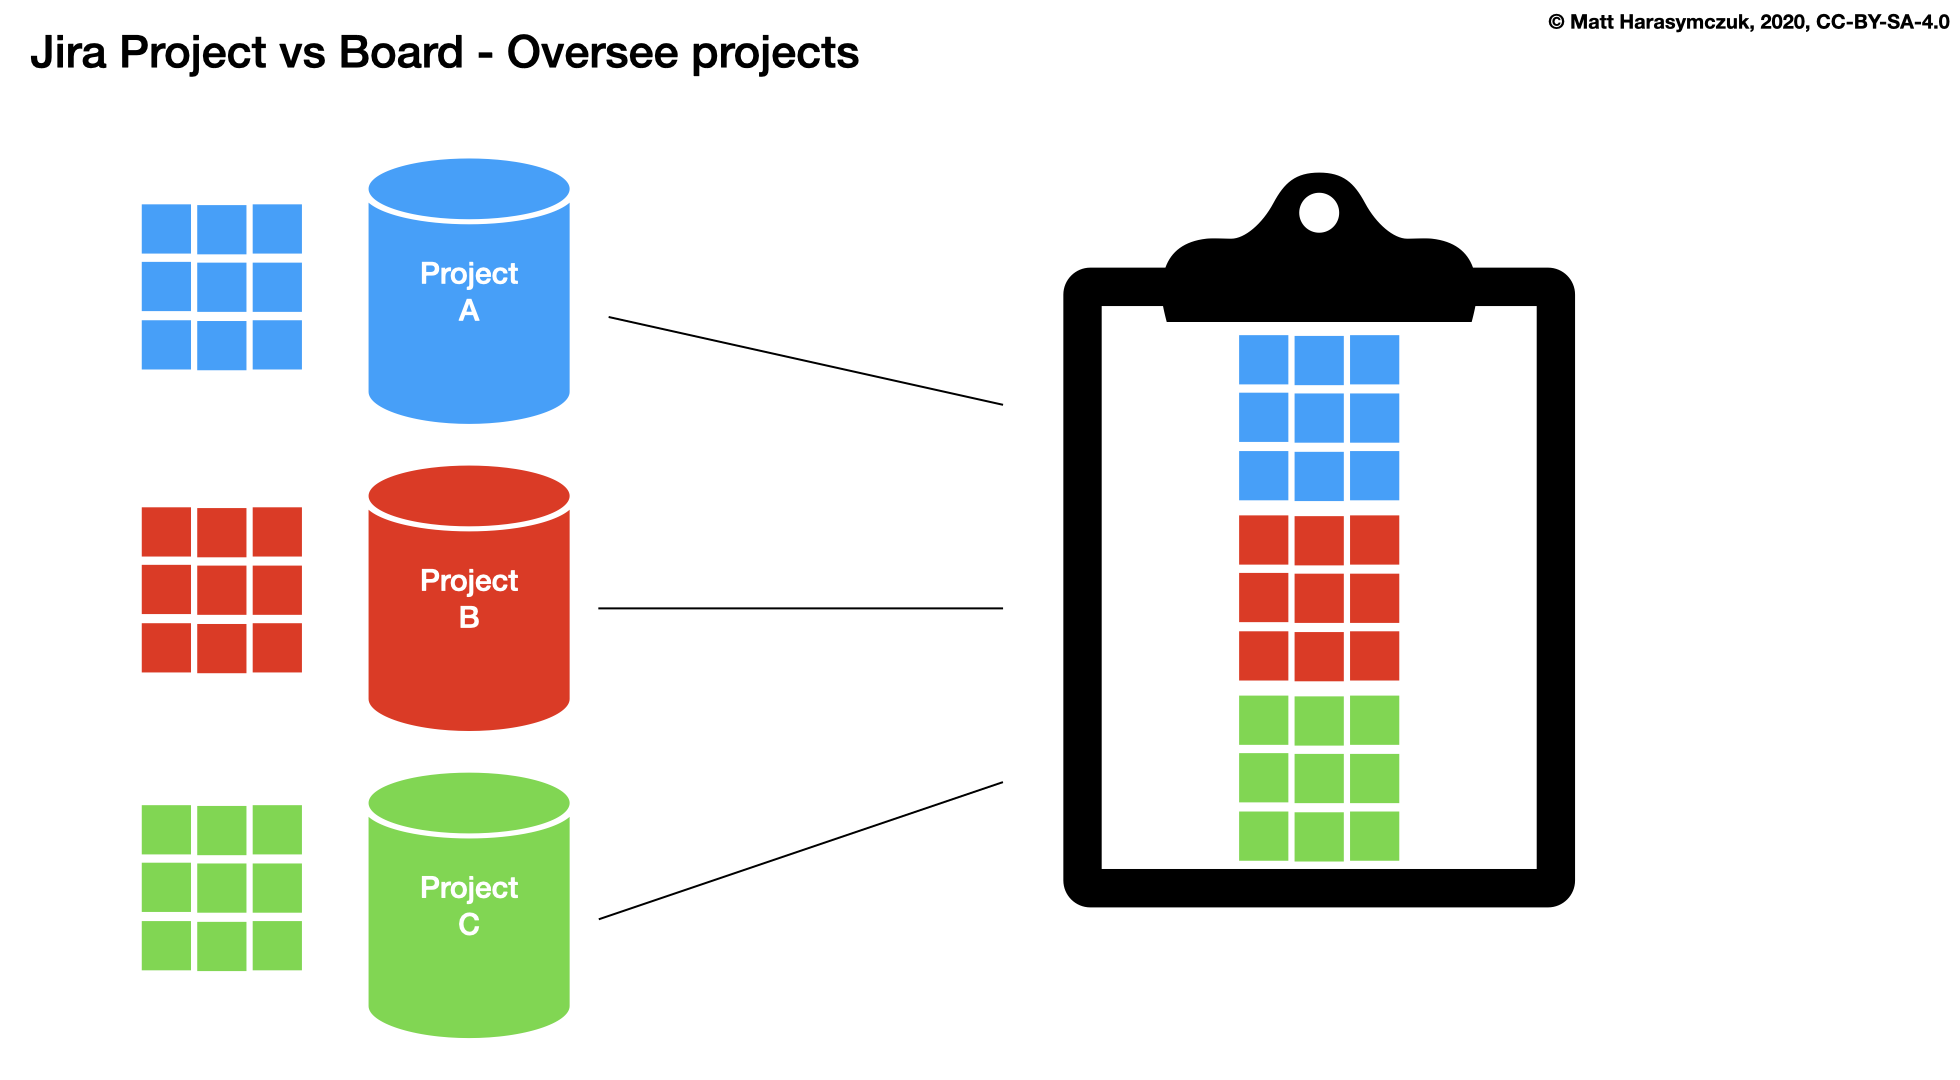 © Matt Harasymczuk, 2020, CC-BY-SA-4.0
Jira Project vs Board - Oversee projects
Project
A
Project
B
Project
C